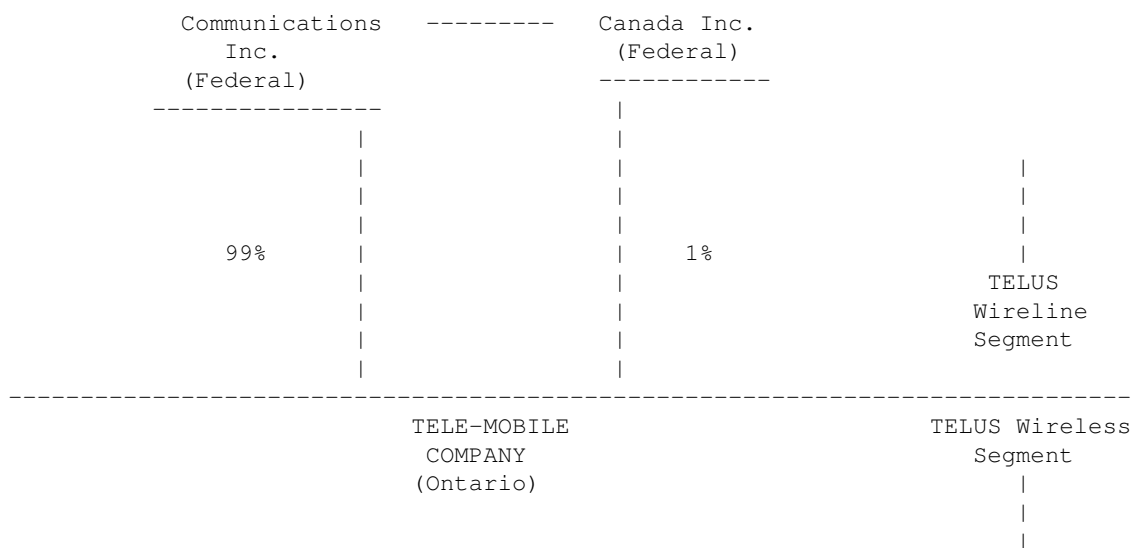 Communications --------- Canada Inc.
Inc. (Federal)
(Federal) ------------
---------------- |
| |
| | |
| | |
| | |
99% | | 1% |
| | TELUS
| | Wireline
| | Segment
| |
------------------------------------------------------------------------------
TELE-MOBILE TELUS Wireless
COMPANY Segment
(Ontario) |
|
|